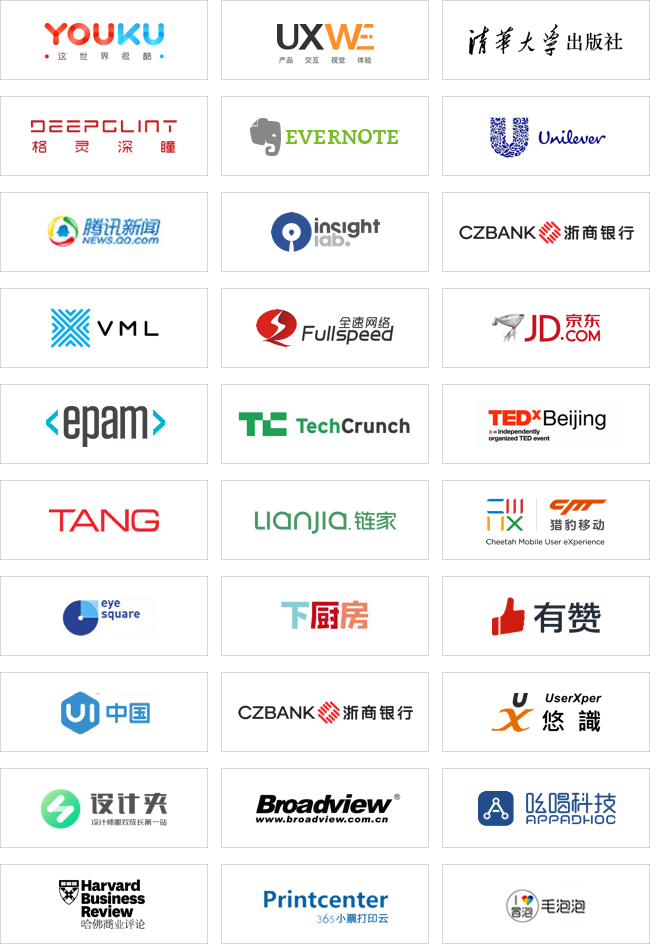 YOUKU
这世界很酷
UXWE
产品 交互 视觉 体验
清華大学出版社
DEEPGLINT
格灵深瞳
EVERNOTE
Unilever
腾讯新闻
NEWS.QQ.com
insight
lab.
CZBANK 浙商银行
VML
全速网络
Fullspeed
JD.COM 京东
<epam>
TC TechCrunch
TEDxBeijing
x = independently
organized TED event
TANG
LIANJIA.链家
UX
猎豹移动
Cheetah Mobile User eXperience
eye
square
下厨房
有赞
UI 中国
CZBANK 浙商银行
UX UserXper
悠識
设计夹
Broadview®
www.broadview.com.cn
吆喝科技
APPADHOC
Harvard
Business
Review
哈佛商业评论
Printcenter
365小票打印云
I
冒泡 毛泡泡